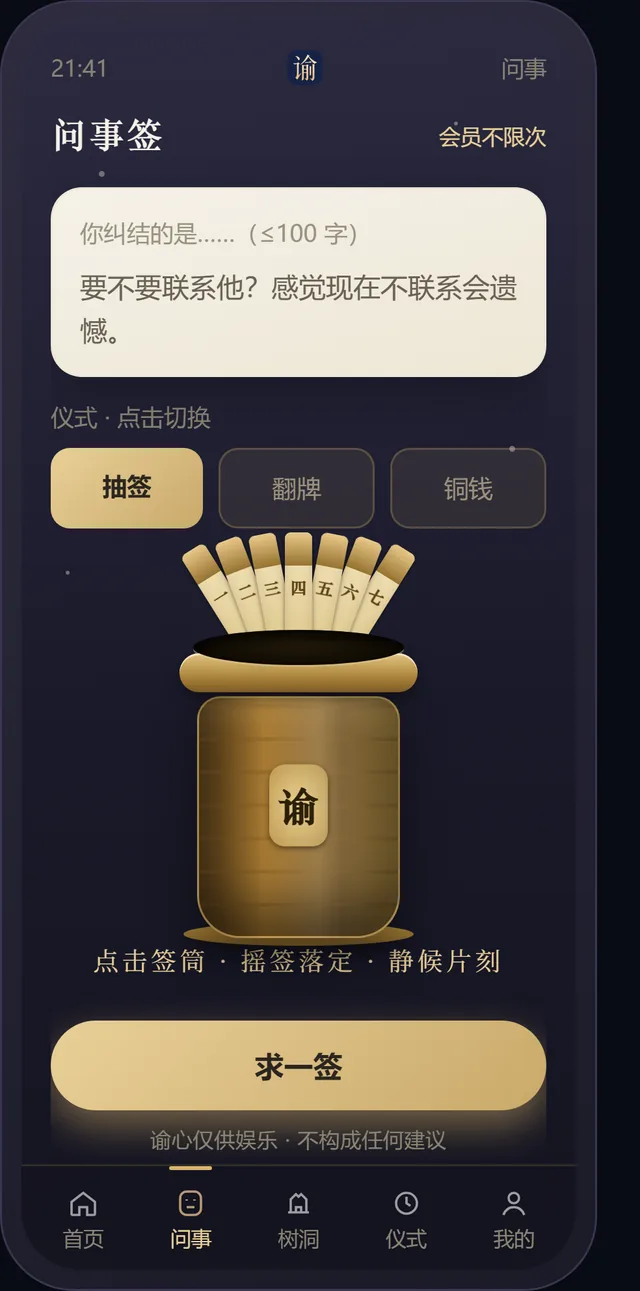 21:41 谕 问事
问事签 会员不限次
你纠结的是……（≤100 字）
要不要联系他？感觉现在不联系会遗
憾。
仪式 · 点击切换
抽签 翻牌 铜钱
一 二 三 四 五 六 七
谕
点击签筒 · 摇签落定 · 静候片刻
求一签
谕心仅供娱乐 · 不构成任何建议
首页 问事 树洞 仪式 我的